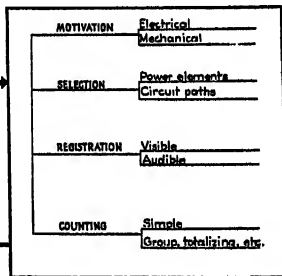 MOTIVATION Electrical
Mechanical
SELECTION Power elements
Circuit paths
REGISTRATION Visible
Audible
COUNTING Simple
Group, totalizing, etc.